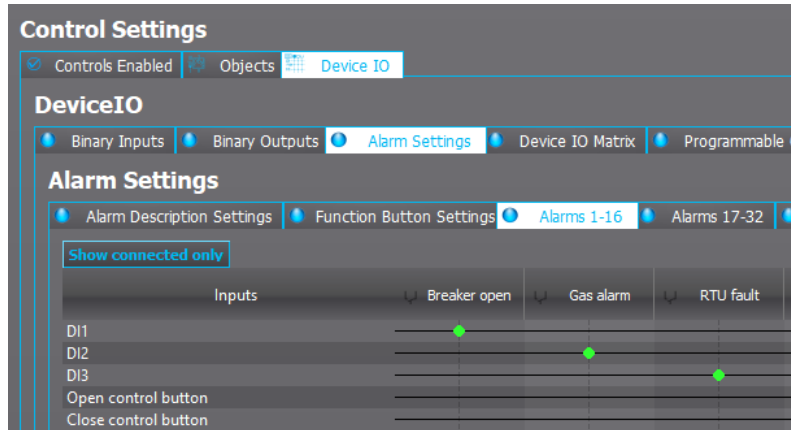 Control Settings
Controls Enabled Objects Device IO
DeviceIO
Binary Inputs Binary Outputs Alarm Settings Device IO Matrix Programmable
Alarm Settings
Alarm Description Settings Function Button Settings Alarms 1-16 Alarms 17-32
Show connected only
Inputs Breaker open Gas alarm RTU fault
DI1
DI2
DI3
Open control button
Close control button